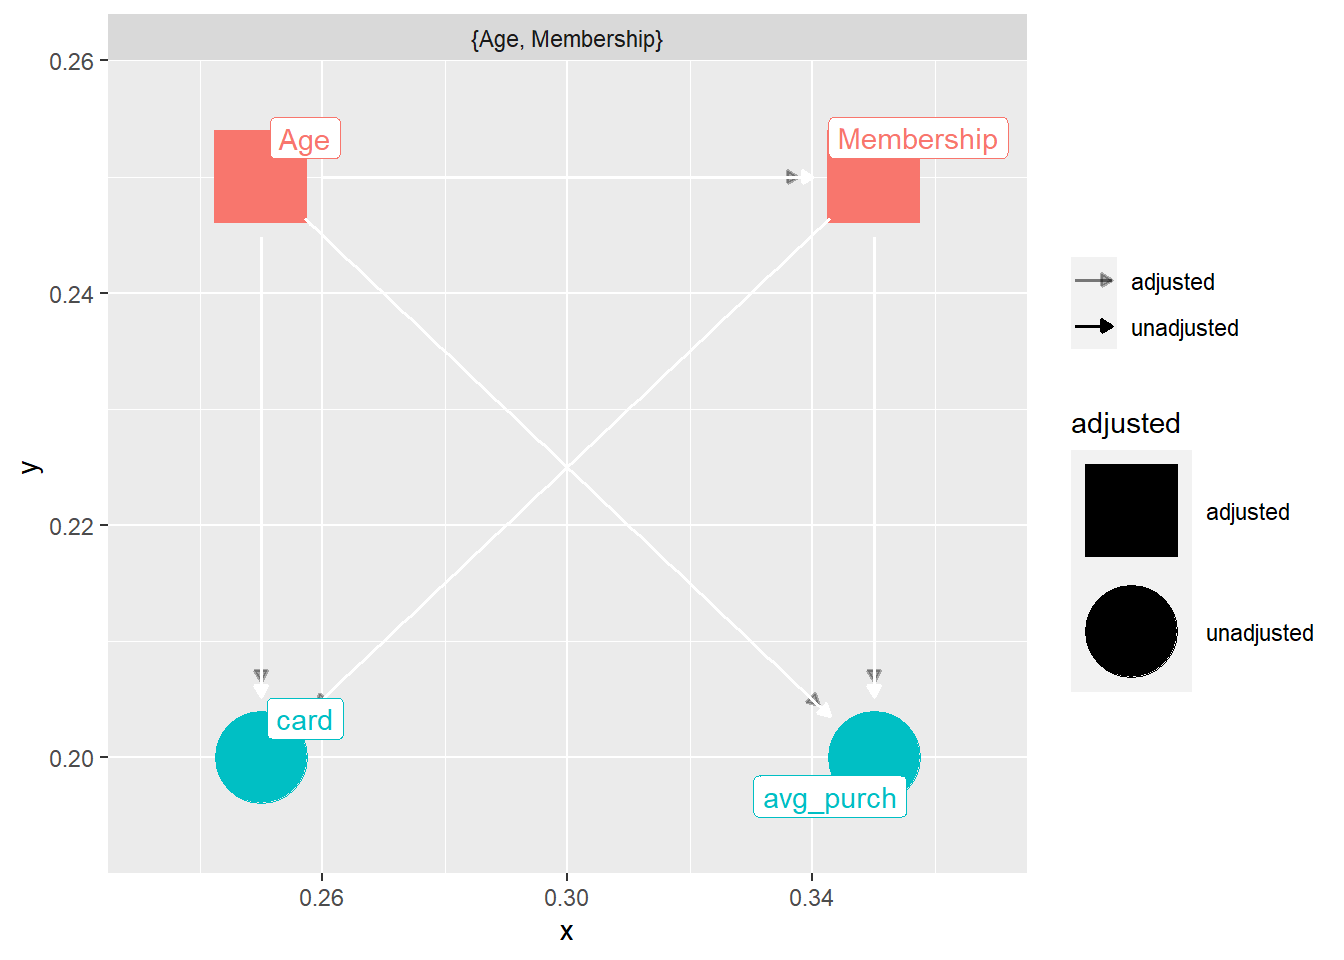 {Age, Membership}
0.26
Age
Membership
0.24
0.22
0.20
y
card
avg_purch
0.26
0.30
0.34
x
adjusted
unadjusted
adjusted
adjusted
unadjusted